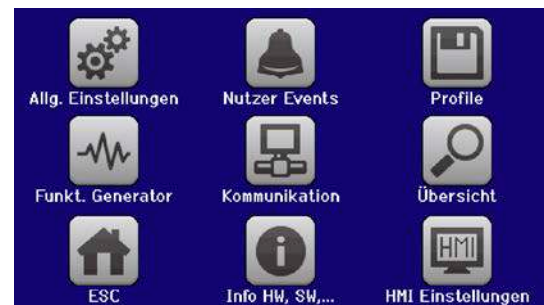 Allg. Einstellungen
Nutzer Events
Profile
Funkt. Generator
Kommunikation
Übersicht
HMI
ESC
Info HW, SW,...
HMI Einstellungen